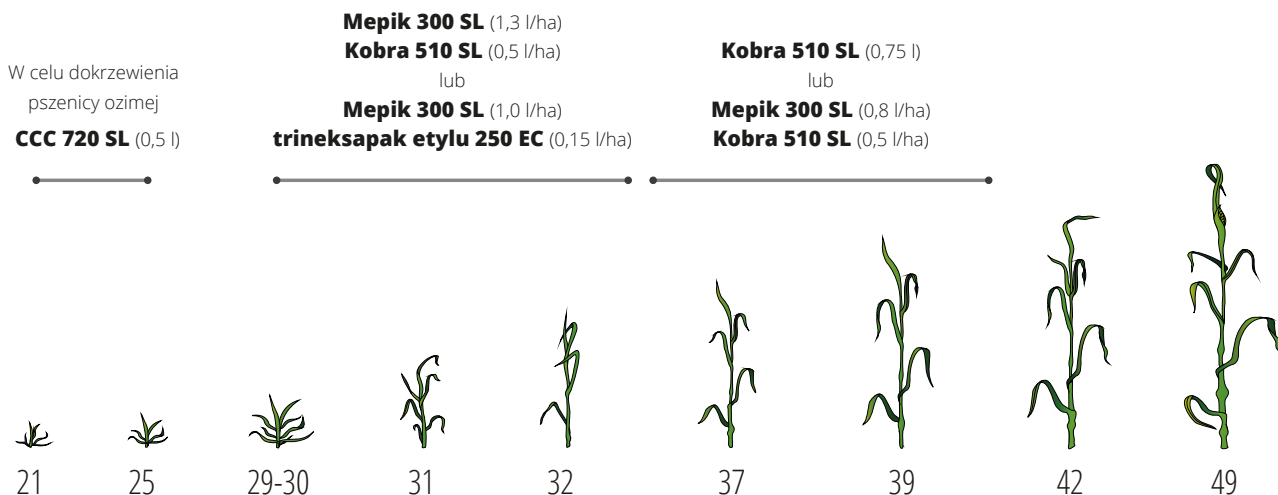 W celu dokrzewienia
pszenicy ozimej
CCC 720 SL (0,5 l)
Mepik 300 SL (1,3 l/ha)
Kobra 510 SL (0,5 l/ha)
lub
Mepik 300 SL (1,0 l/ha)
trineksapak etylu 250 EC (0,15 l/ha)
Kobra 510 SL (0,75 l)
lub
Mepik 300 SL (0,8 l/ha)
Kobra 510 SL (0,5 l/ha)
21 25 29-30 31 32 37 39 42 49